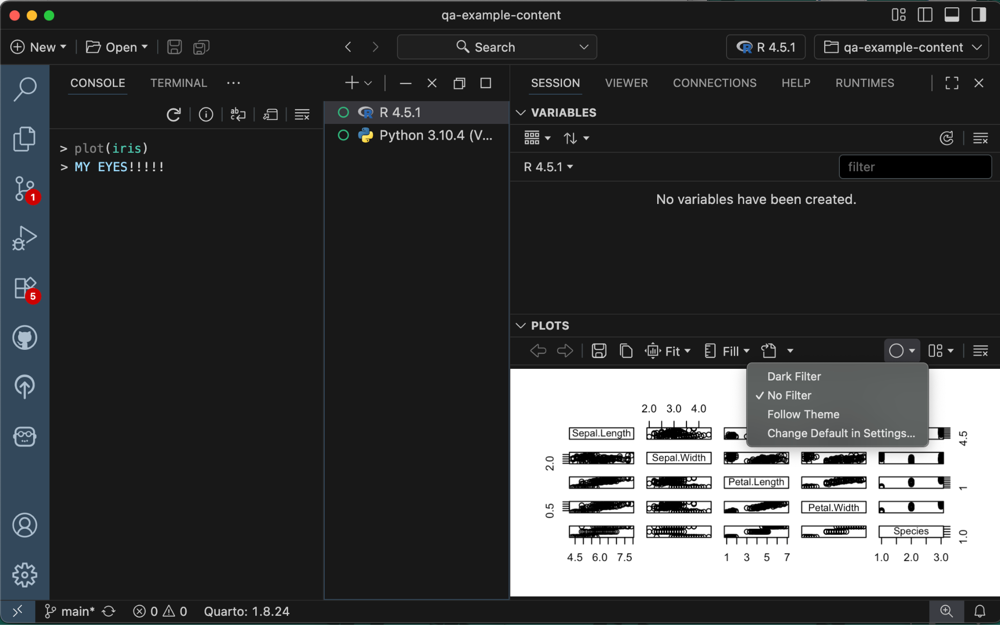 qa-example-content
New
Open
Search
R 4.5.1
qa-example-content
CONSOLE
TERMINAL
SESSION
VIEWER
CONNECTIONS
HELP
RUNTIMES
R 4.5.1
Python 3.10.4 (V...
> plot(iris)
> MY EYES!!!!!
1
5
VARIABLES
R 4.5.1
filter
No variables have been created.
PLOTS
Fit
Fill
Dark Filter
✓ No Filter
Follow Theme
Change Default in Settings...
2.0 3.0 4.0
Sepal.Length
4.5
2.0
Sepal.Width
Petal.Length
1
0.5
Petal.Width
Species
1.0
4.5 6.0 7.5
1 3 5 7
1.0 2.0 3.0
main*
0
0
Quarto: 1.8.24